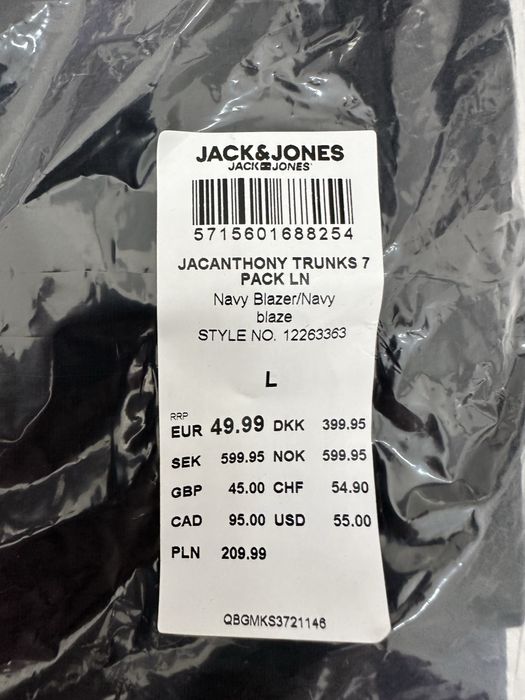 JACK&JONES
JACK&JONES
5715601688254
JACANTHONY TRUNKS 7
PACK LN
Navy Blazer/Navy
blaze
STYLE NO. 12263363
L
RRP
EUR 49.99 DKK 399.95
SEK 599.95 NOK 599.95
GBP 45.00 CHF 54.90
CAD 95.00 USD 55.00
PLN 209.99
QBGMKS3721146